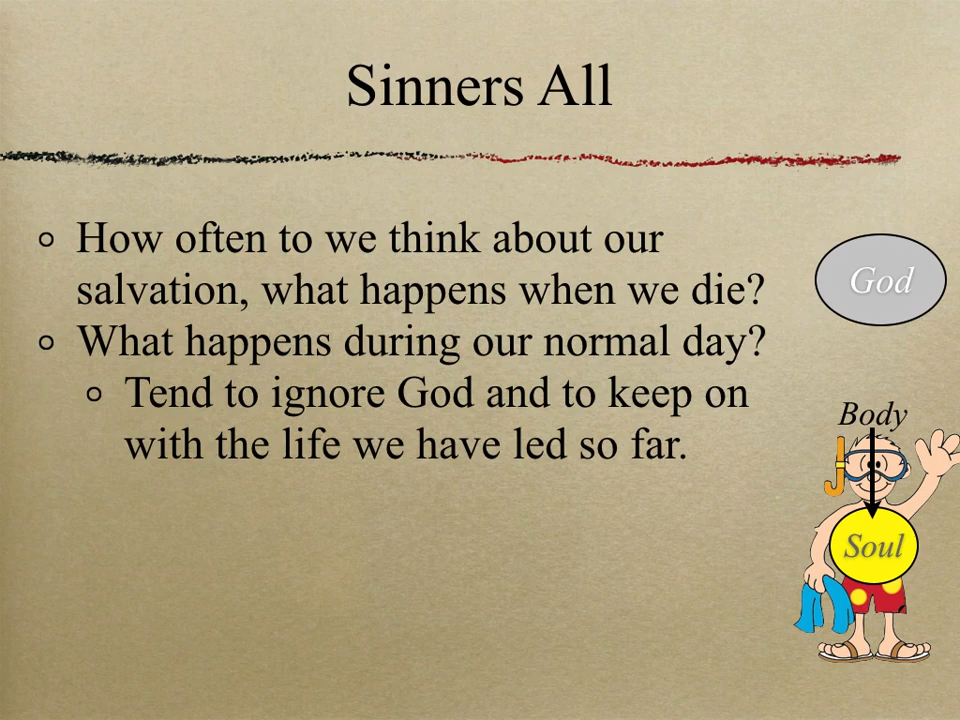 Sinners All
How often to we think about our
salvation, what happens when we die?
What happens during our normal day?
Tend to ignore God and to keep on
with the life we have led so far.
God
Body
Soul